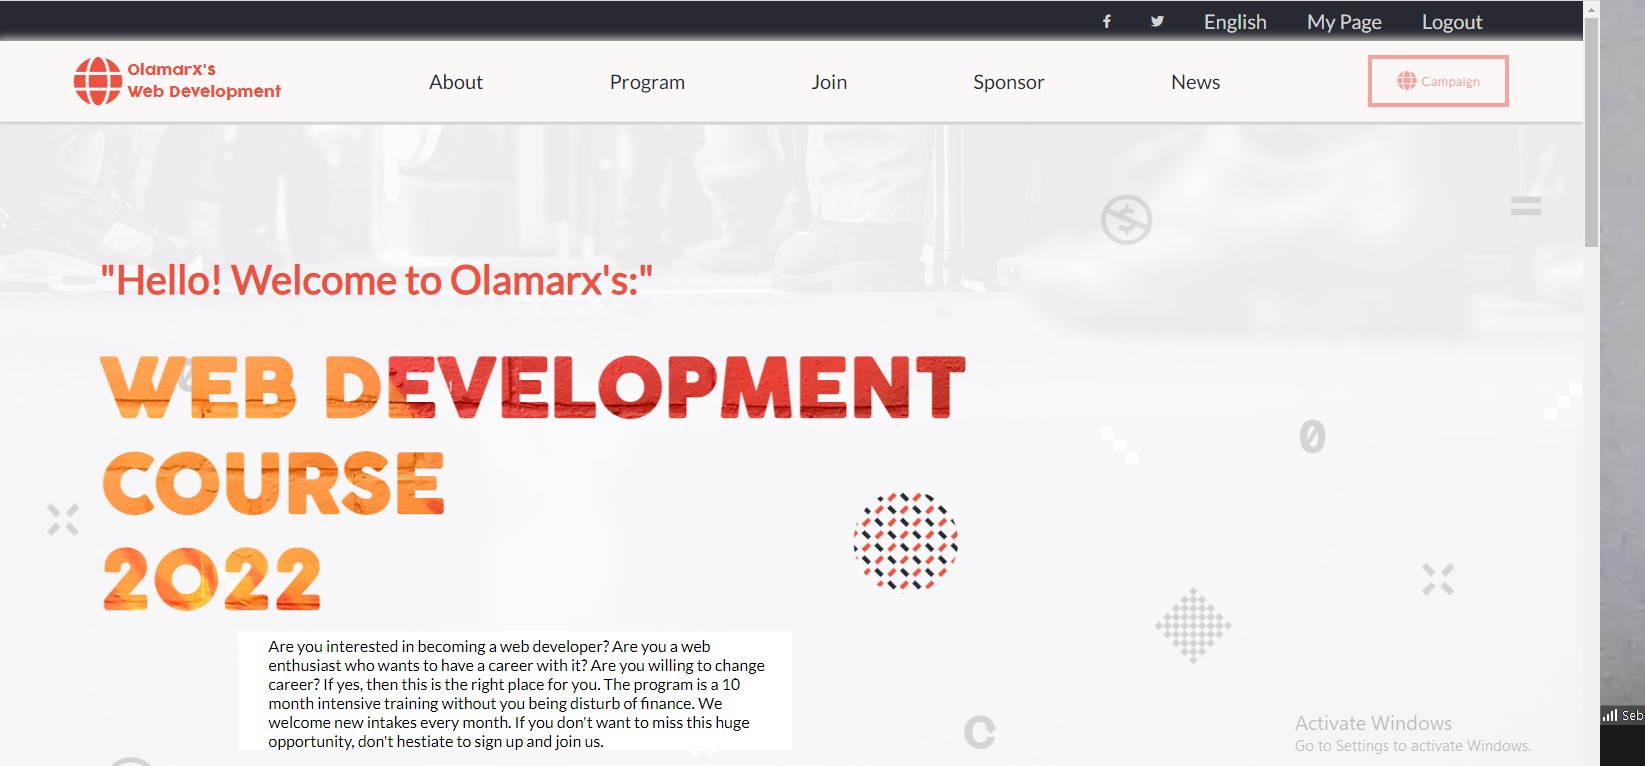 English My Page Logout
Olamarx's
Web Development
About Program Join Sponsor News Campaign
"Hello! Welcome to Olamarx's:"
WEB DEVELOPMENT
COURSE
2022
Are you interested in becoming a web developer? Are you a web
enthusiast who wants to have a career with it? Are you willing to change
career? If yes, then this is the right place for you. The program is a 10
month intensive training without you being disturb of finance. We
welcome new intakes every month. If you don't want to miss this huge
opportunity, don't hestiate to sign up and join us.
Activate Windows
Go to Settings to activate Windows.
Seb